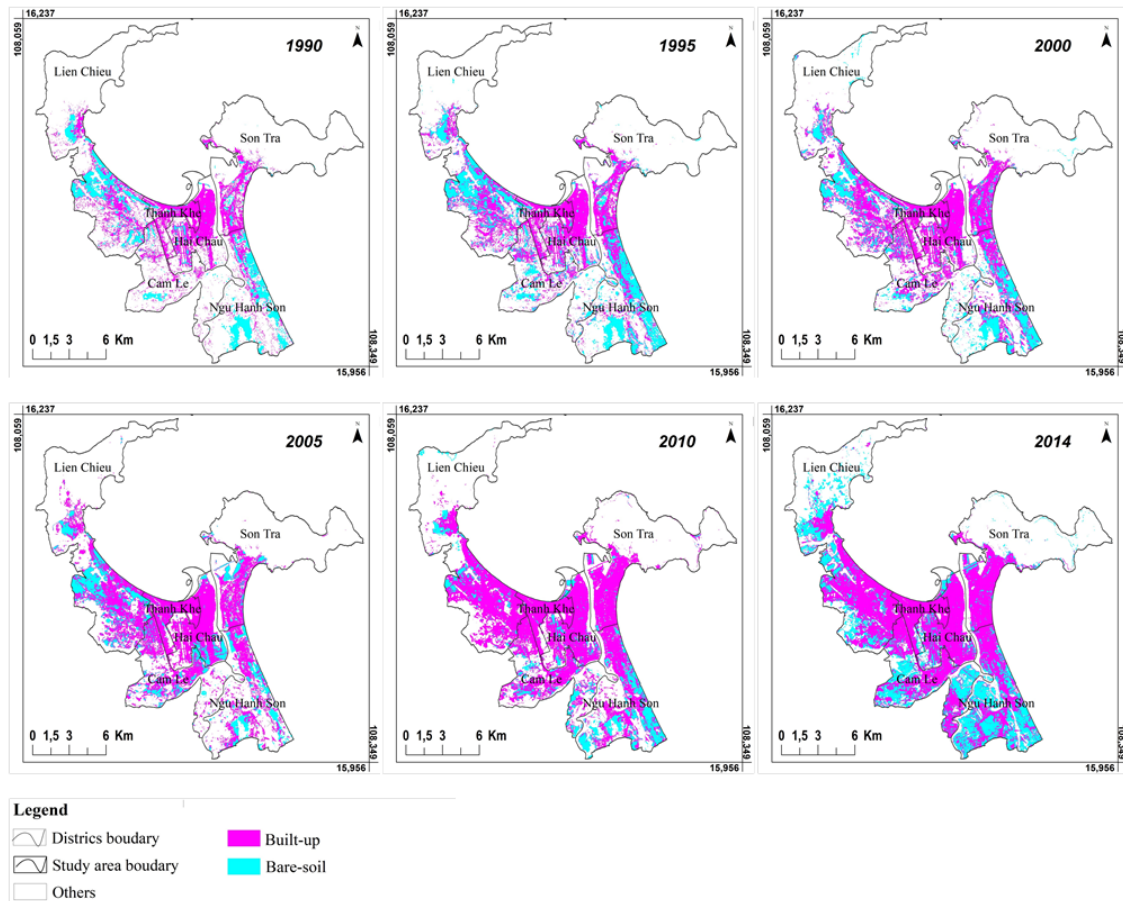 16,237
108,059
N
1990
Lien Chieu
Son Tra
Thanh Khe
Hai Chau
Cam Le
Ngu Hanh Son
0 1,5 3 6 Km
108,349
15,956
16,237
108,059
N
1995
Lien Chieu
Son Tra
Thanh Khe
Hai Chau
Cam Le
Ngu Hanh Son
0 1,5 3 6 Km
108,349
15,956
16,237
108,059
N
2000
Lien Chieu
Son Tra
Thanh Khe
Hai Chau
Cam Le
Ngu Hanh Son
0 1,5 3 6 Km
108,349
15,956
16,237
108,059
N
2005
Lien Chieu
Son Tra
Thanh Khe
Hai Chau
Cam Le
Ngu Hanh Son
0 1,5 3 6 Km
108,349
15,956
16,237
108,059
N
2010
Lien Chieu
Son Tra
Thanh Khe
Hai Chau
Cam Le
Ngu Hanh Son
0 1,5 3 6 Km
108,349
15,956
16,237
108,059
N
2014
Lien Chieu
Son Tra
Thanh Khe
Hai Chau
Cam Le
Ngu Hanh Son
0 1,5 3 6 Km
108,349
15,956
Legend
Districs boudary
Built-up
Study area boudary
Bare-soil
Others